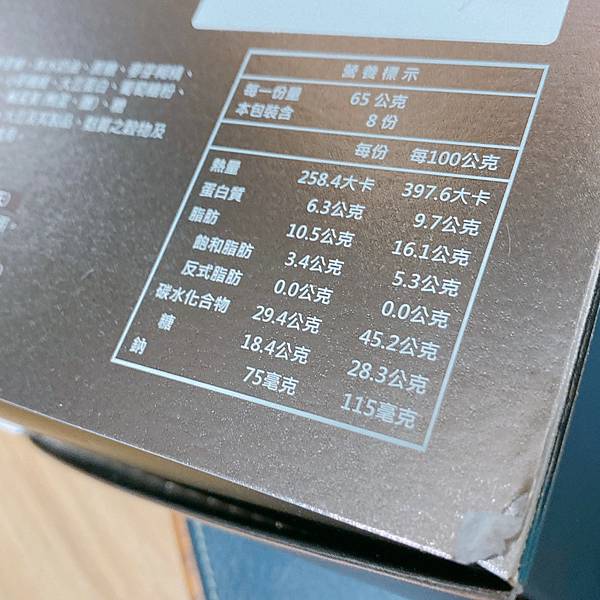 營養標示
每一份量 65 公克
本包裝含 8 份
每份 每100公克
熱量 258.4大卡 397.6大卡
蛋白質 6.3公克 9.7公克
脂肪 10.5公克 16.1公克
飽和脂肪 3.4公克 5.3公克
反式脂肪 0.0公克 0.0公克
碳水化合物 29.4公克 45.2公克
糖 18.4公克 28.3公克
鈉 75毫克 115毫克